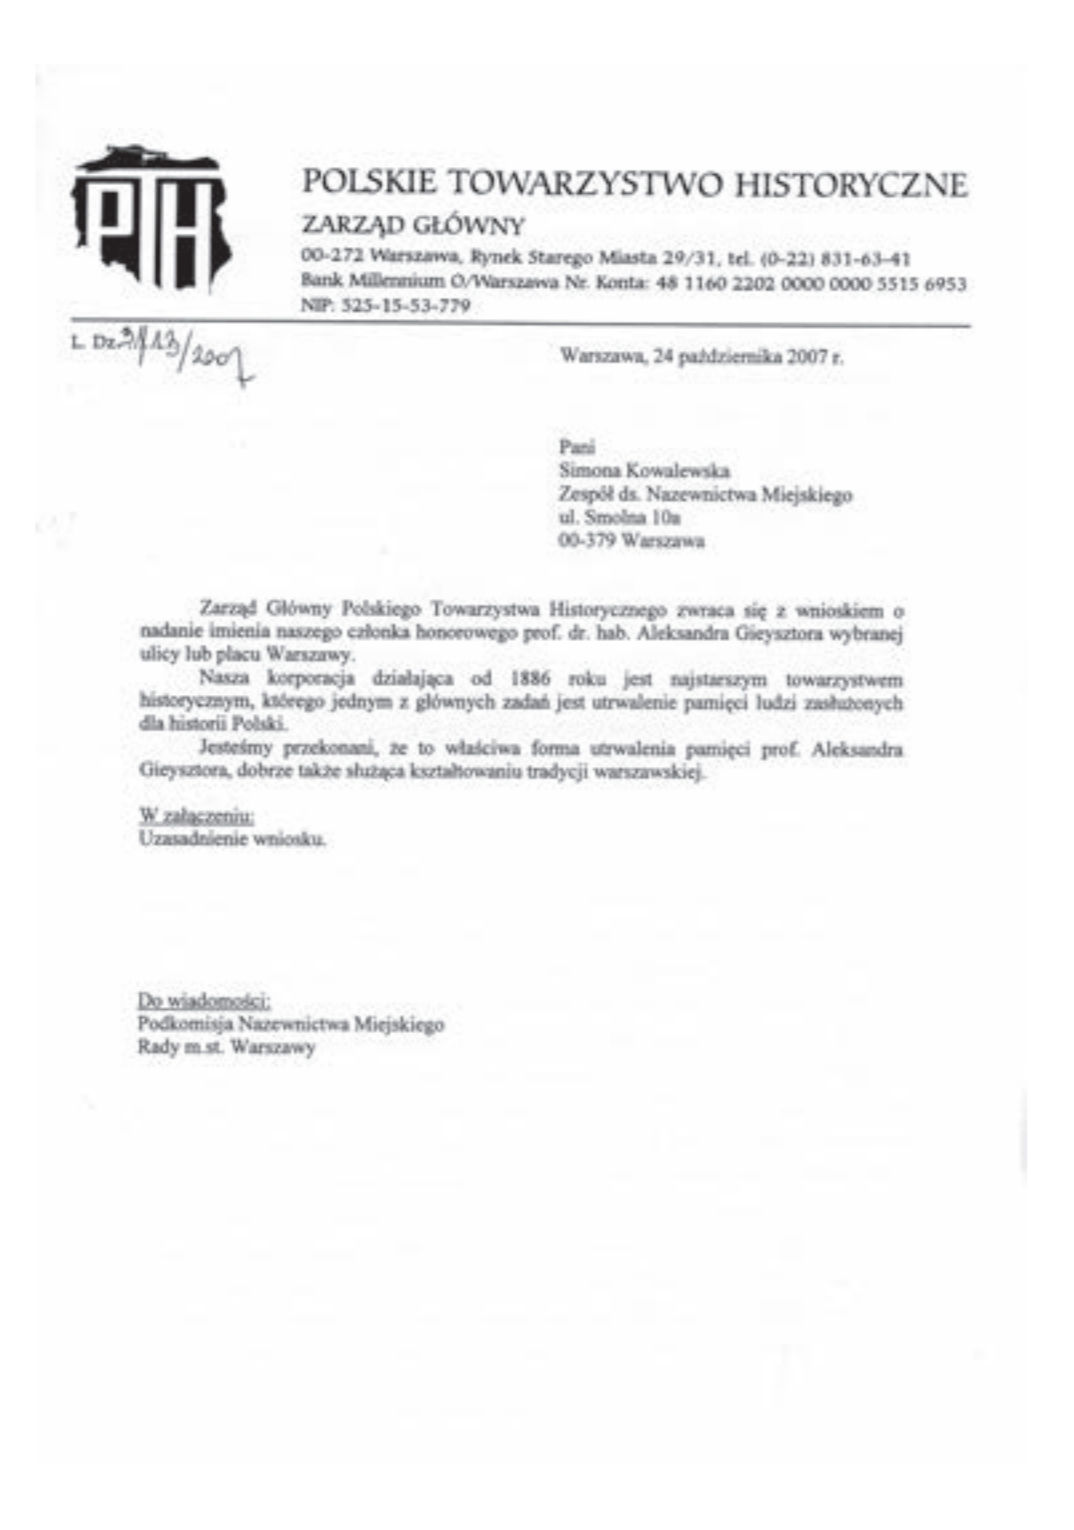 PTH
POLSKIE TOWARZYSTWO HISTORYCZNE
ZARZĄD GŁÓWNY
00-272 Warszawa, Rynek Starego Miasta 29/31, tel. (0-22) 831-63-41
Bank Millennium O/Warszawa Nr. Konta: 48 1160 2202 0000 0000 5515 6953
NIP: 525-15-53-779
L. Dz.
Warszawa, 24 października 2007 r.
Pani
Simona Kowalewska
Zespół ds. Nazewnictwa Miejskiego
ul. Smolna 10a
00-379 Warszawa
Zarząd Główny Polskiego Towarzystwa Historycznego zwraca się z wnioskiem o
nadanie imienia naszego członka honorowego prof. dr. hab. Aleksandra Gieysztora wybranej
ulicy lub placu Warszawy.
Nasza korporacja działająca od 1886 roku jest najstarszym towarzystwem
historycznym, którego jednym z głównych zadań jest utrwalenie pamięci ludzi zasłużonych
dla historii Polski.
Jesteśmy przekonani, że to właściwa forma utrwalenia pamięci prof. Aleksandra
Gieysztora, dobrze także służąca kształtowaniu tradycji warszawskiej.
W załączeniu:
Uzasadnienie wniosku.
Do wiadomości:
Podkomisja Nazewnictwa Miejskiego
Rady m.st. Warszawy